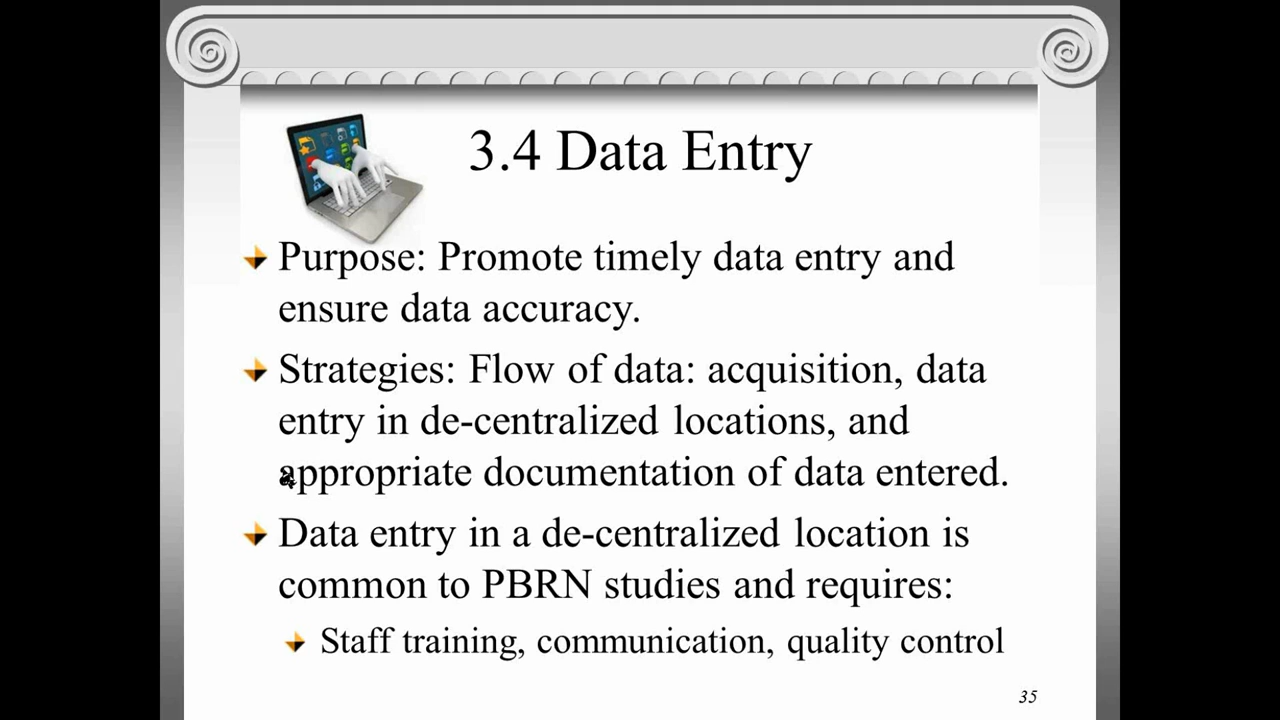 3.4 Data Entry
Purpose: Promote timely data entry and
ensure data accuracy.
Strategies: Flow of data: acquisition, data
entry in de-centralized locations, and
appropriate documentation of data entered.
Data entry in a de-centralized location is
common to PBRN studies and requires:
Staff training, communication, quality control
35